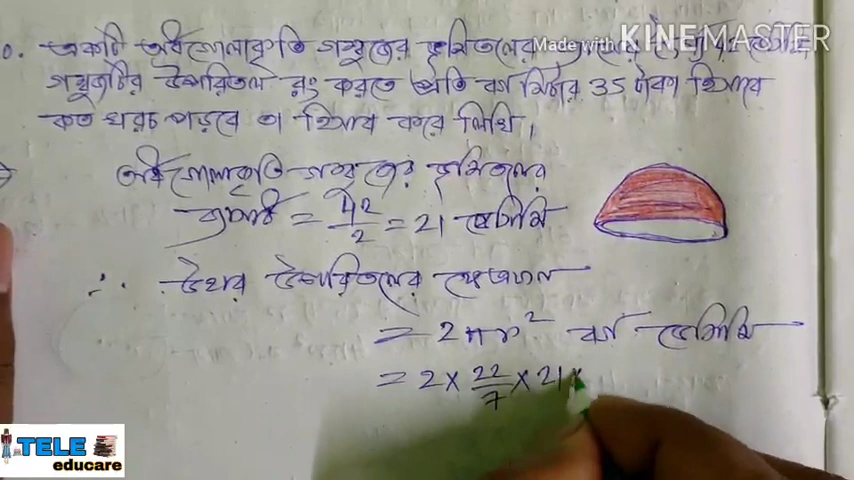 ০. একটি অর্ধগোলাকৃতি গম্বুজের ভূমিতলের ব্যাসের দৈর্ঘ্য 42
Made with KINEMASTER
গম্বুজটির উপরিতল রং করতে প্রতি বর্গ মিটার 35 টাকা হিসাবে
কত খরচ পড়বে তা হিসাব করে লিখি।
অর্ধগোলাকৃতি গম্বুজের ভূমিতলের
ব্যাসার্ধ = 42/2 = 21 ডেসিমি
∴ উহার উপরিতলের ক্ষেত্রফল
= 2πr² বর্গ ডেসিমি
= 2 × 22/7 × 21 ×
TELE
educare